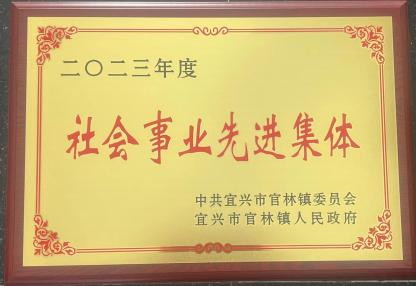 二〇二三年度
社会事业先进集体
中共宜兴市官林镇委员会
宜兴市官林镇人民政府